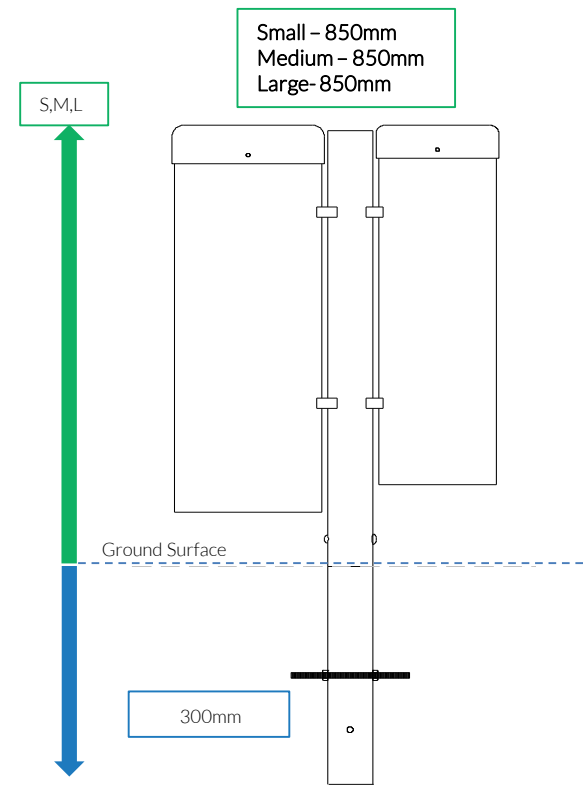 Small – 850mm
Medium – 850mm
Large- 850mm
S,M,L
Ground Surface
300mm